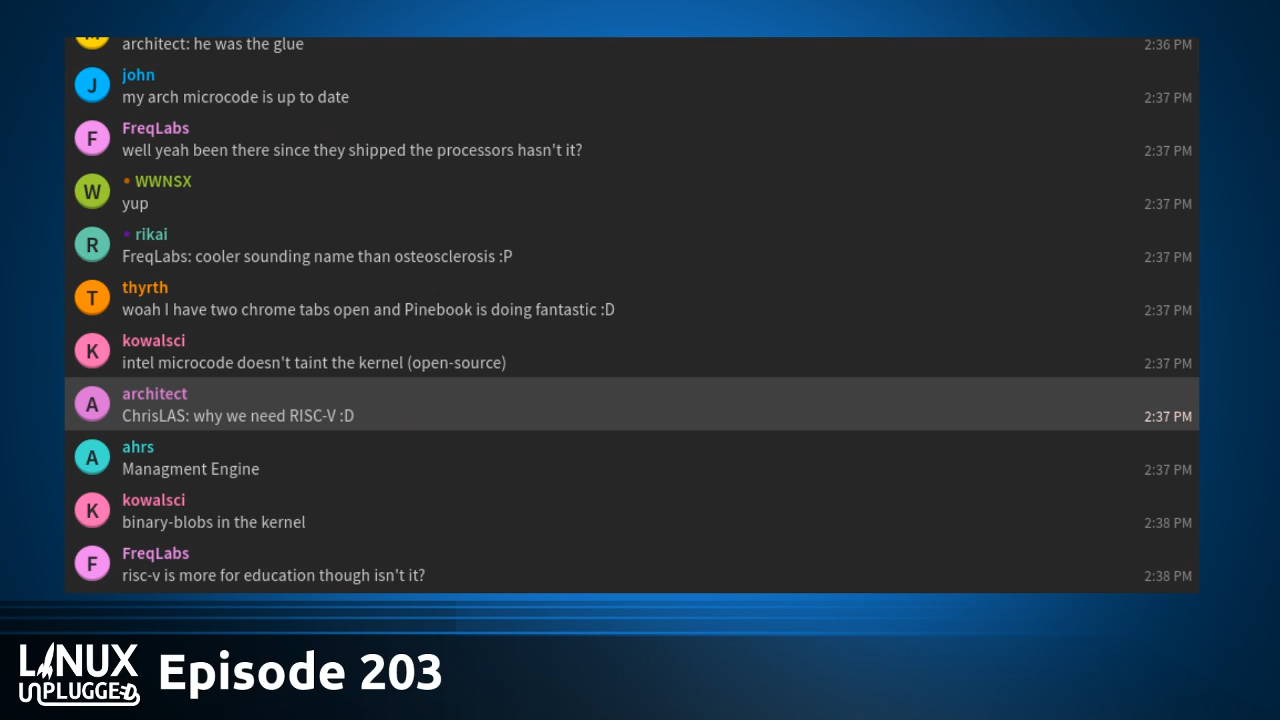 architect: he was the glue 2:36 PM
J john
my arch microcode is up to date 2:37 PM
F FreqLabs
well yeah been there since they shipped the processors hasn't it? 2:37 PM
W • WWNSX
yup 2:37 PM
R • rikai
FreqLabs: cooler sounding name than osteosclerosis :P 2:37 PM
T thyrth
woah I have two chrome tabs open and Pinebook is doing fantastic :D 2:37 PM
K kowalsci
intel microcode doesn't taint the kernel (open-source) 2:37 PM
A architect
ChrisLAS: why we need RISC-V :D 2:37 PM
A ahrs
Managment Engine 2:37 PM
K kowalsci
binary-blobs in the kernel 2:38 PM
F FreqLabs
risc-v is more for education though isn't it? 2:38 PM
LINUX
UNPLUGGED
Episode 203